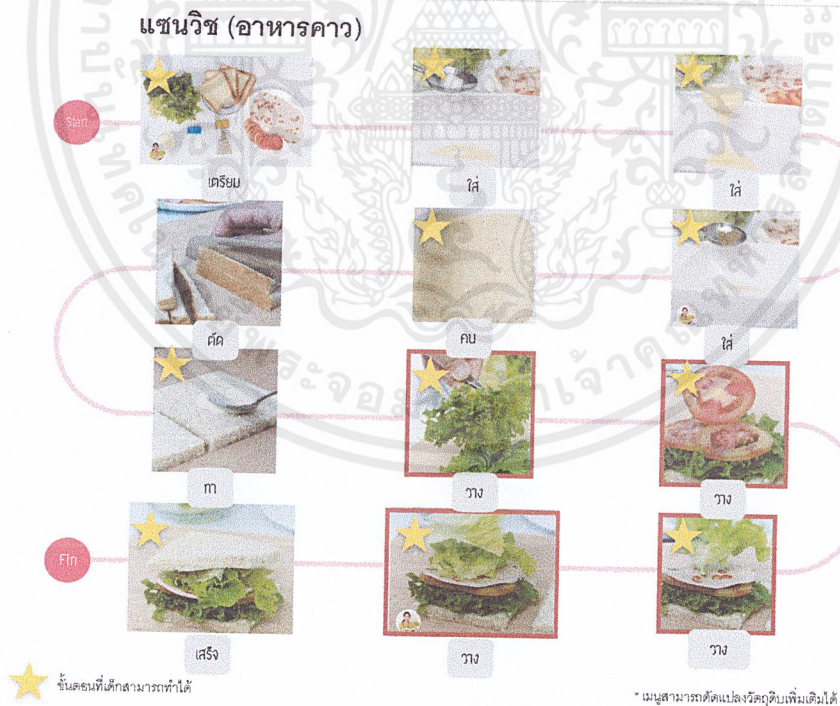 แซนวิช (อาหารคาว)
Start
เตรียม
ใส่
ใส่
ตัด
คน
ใส่
ทา
วาง
วาง
Fin
เสร็จ
วาง
วาง
ขั้นตอนที่เด็กสามารถทำได้
* เมนูสามารถดัดแปลงวัตถุดิบเพิ่มเติมได้